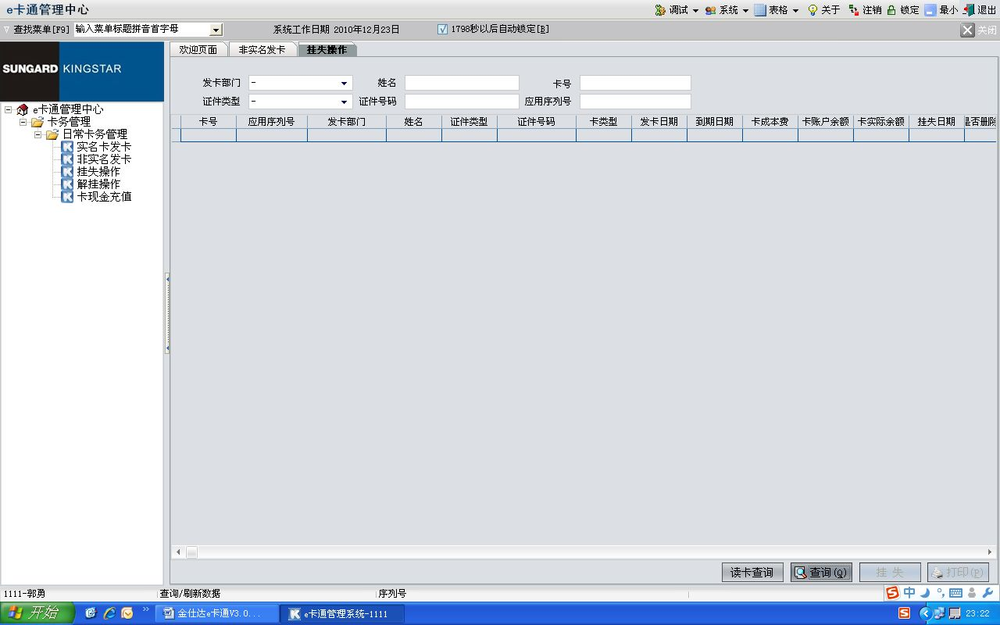 e卡通管理中心 调试 系统 表格 关于 注销 锁定 最小 退出
查找菜单[F9] 输入菜单标题拼音首字母 系统工作日期 2010年12月23日 1798秒以后自动锁定[B] 关闭
SUNGARD KINGSTAR
e卡通管理中心
卡务管理
日常卡务管理
实名卡发卡
非实名发卡
挂失操作
解挂操作
卡现金充值
欢迎页面 非实名发卡 挂失操作
发卡部门 - 姓名 卡号
证件类型 - 证件号码 应用序列号
卡号 应用序列号 发卡部门 姓名 证件类型 证件号码 卡类型 发卡日期 到期日期 卡成本费 卡账户余额 卡实际余额 挂失日期 是否删除
读卡查询 查询(Q) 挂 失 打印(P)
1111-郭勇 查询/刷新数据 序列号
中
开始 金仕达e卡通V3.0... e卡通管理系统-1111 23:22